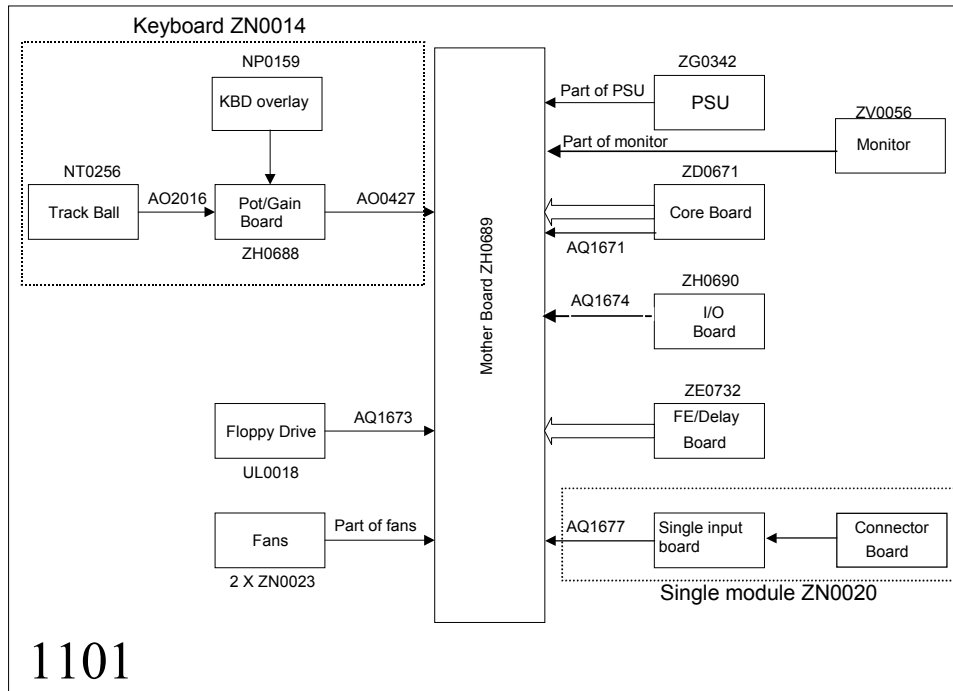 Keyboard ZN0014
NP0159
KBD overlay
NT0256
Track Ball
AO2016
Pot/Gain
Board
ZH0688
AO0427
Floppy Drive
UL0018
AQ1673
Fans
2 X ZN0023
Part of fans
Mother Board ZH0689
ZG0342
PSU
Part of PSU
ZV0056
Monitor
Part of monitor
ZD0671
Core Board
AQ1671
ZH0690
I/O
Board
AQ1674
ZE0732
FE/Delay
Board
AQ1677
Single input
board
Connector
Board
Single module ZN0020
1101